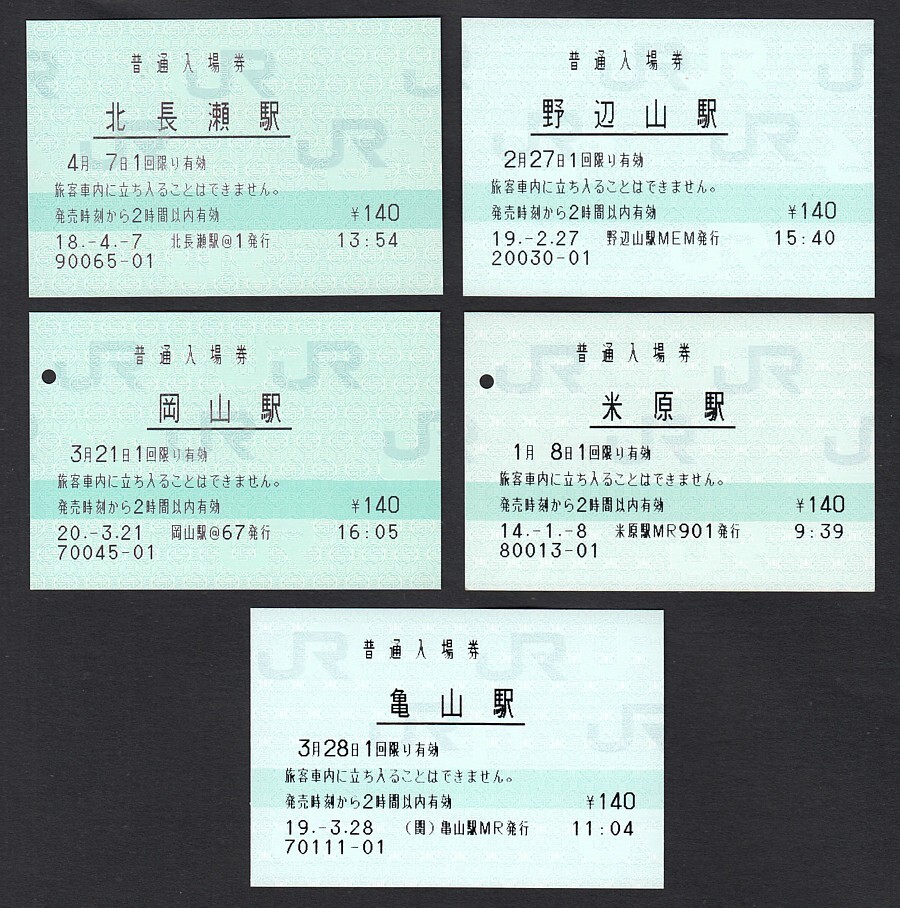 普通入場券
北長瀬駅
4月 7日1回限り有効
旅客車内に立ち入ることはできません。
発売時刻から2時間以内有効 ¥140
18.-4.-7 北長瀬駅@1発行 13:54
90065-01
普通入場券
野辺山駅
2月27日1回限り有効
旅客車内に立ち入ることはできません。
発売時刻から2時間以内有効 ¥140
19.-2.27 野辺山駅MEM発行 15:40
20030-01
普通入場券
岡山駅
3月21日1回限り有効
旅客車内に立ち入ることはできません。
発売時刻から2時間以内有効 ¥140
20.-3.21 岡山駅@67発行 16:05
70045-01
普通入場券
米原駅
1月 8日1回限り有効
旅客車内に立ち入ることはできません。
発売時刻から2時間以内有効 ¥140
14.-1.-8 米原駅MR901発行 9:39
80013-01
普通入場券
亀山駅
3月28日1回限り有効
旅客車内に立ち入ることはできません。
発売時刻から2時間以内有効 ¥140
19.-3.28 (関)亀山駅MR発行 11:04
70111-01